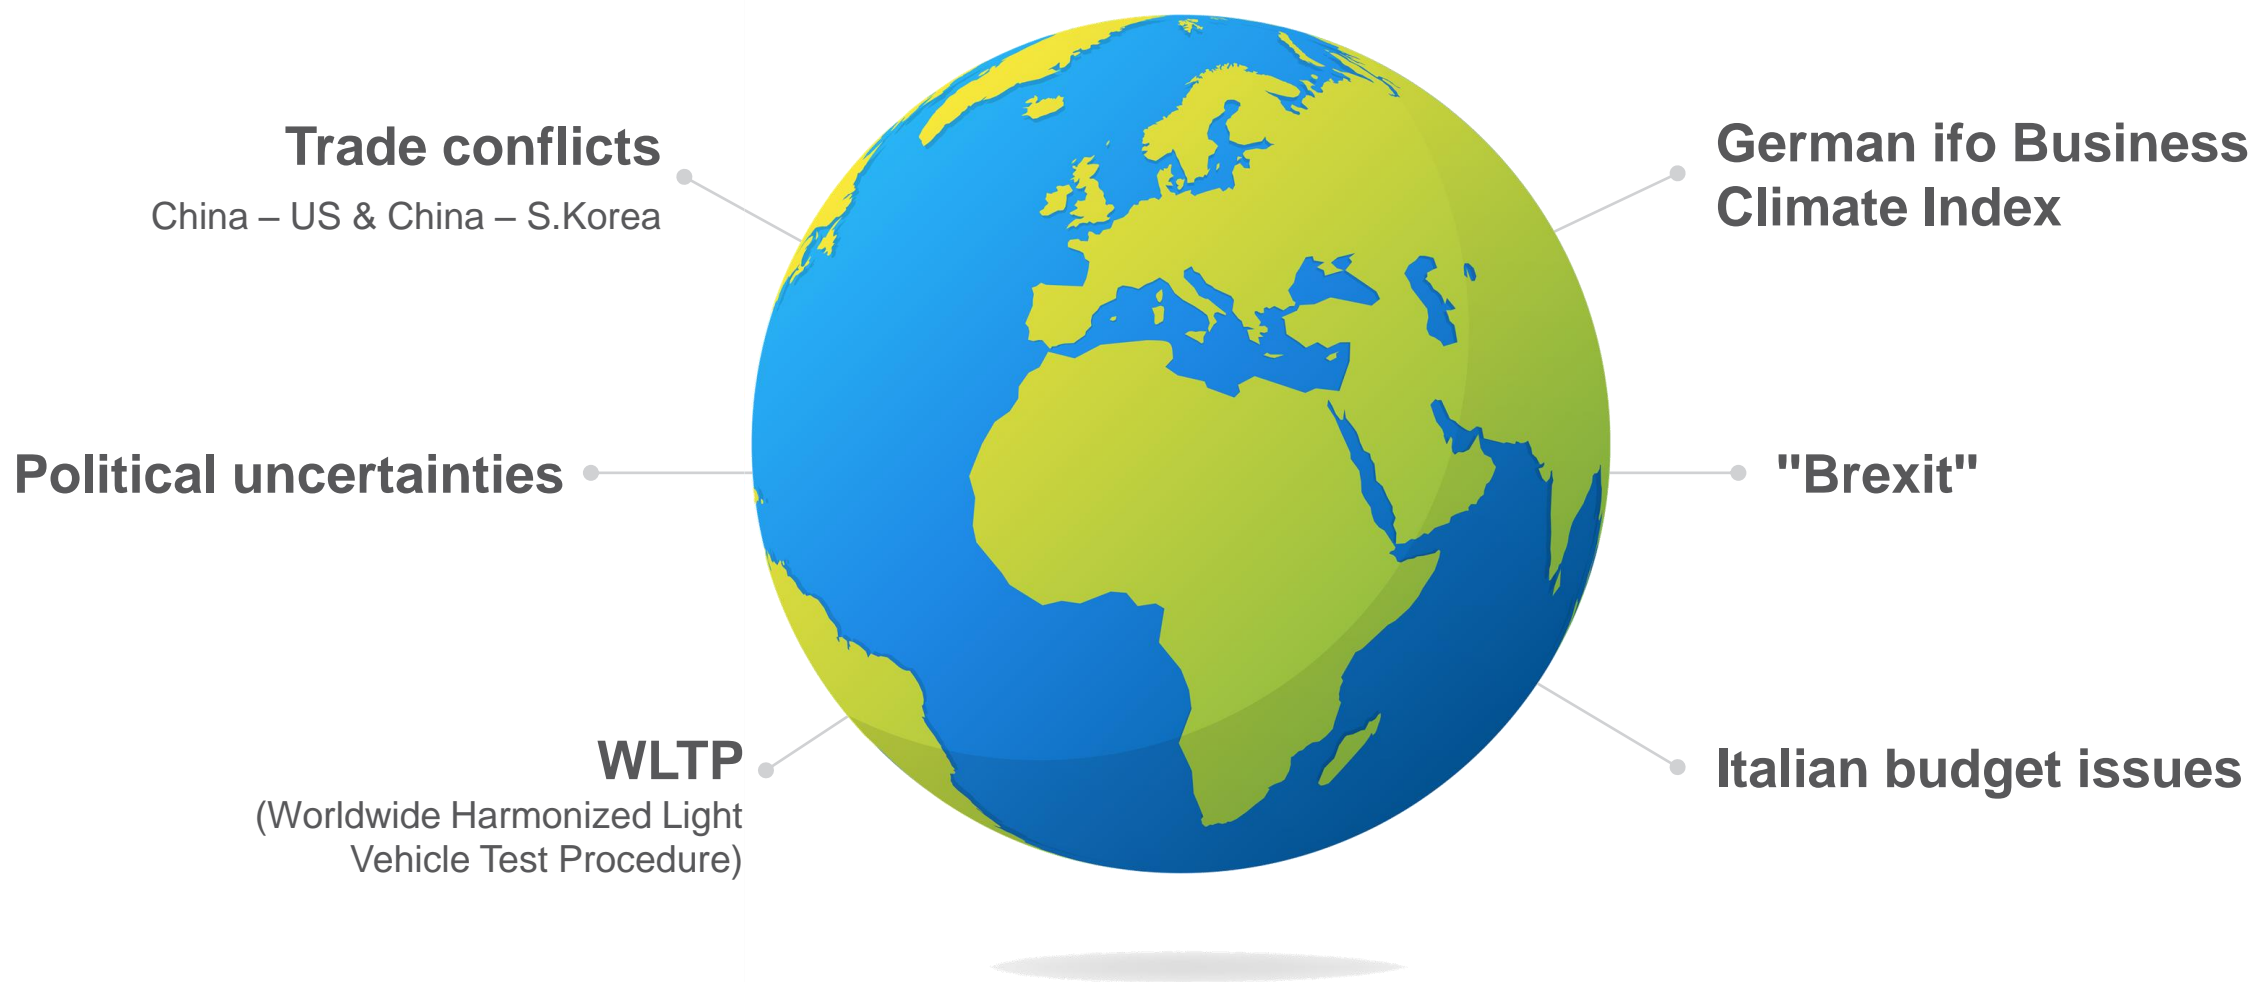 Trade conflicts
China – US & China – S.Korea
Political uncertainties
WLTP
(Worldwide Harmonized Light
Vehicle Test Procedure)
German ifo Business
Climate Index
"Brexit"
Italian budget issues